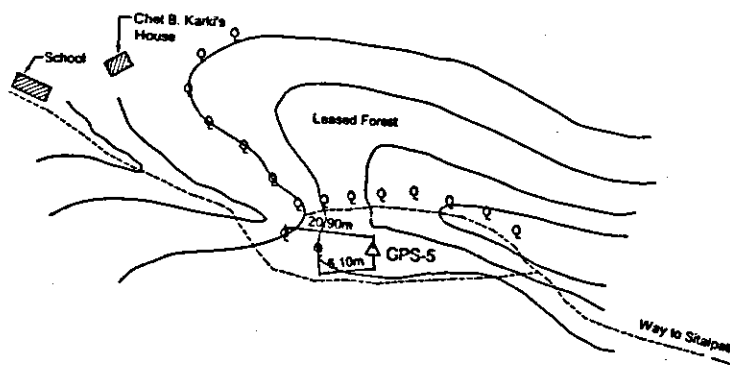 Chet B. Karki's
House
School
Leased Forest
20/90m
GPS-5
6.10m
Way to Sitalpati